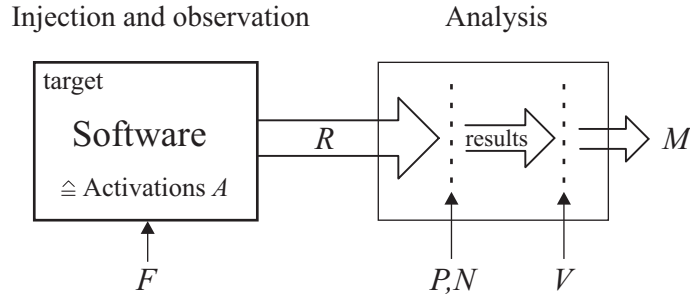 Injection and observation
Analysis
target
Software
≙ Activations A
R
results
M
F
P,N
V